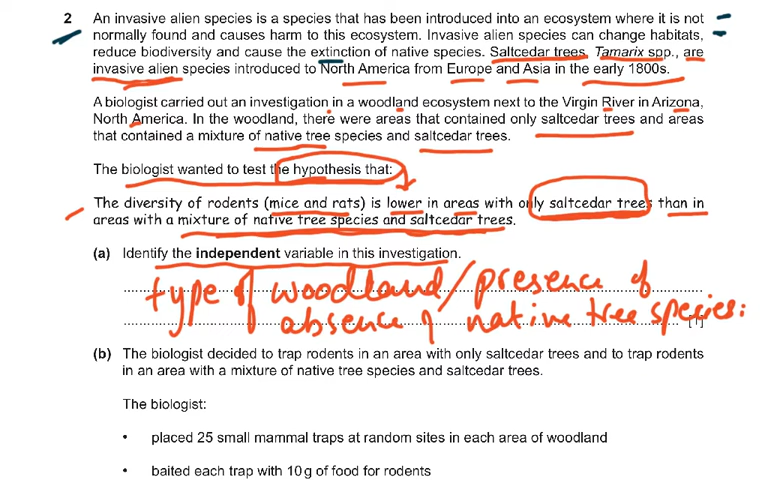 2 An invasive alien species is a species that has been introduced into an ecosystem where it is not
normally found and causes harm to this ecosystem. Invasive alien species can change habitats,
reduce biodiversity and cause the extinction of native species. Saltcedar trees, Tamarix spp., are
invasive alien species introduced to North America from Europe and Asia in the early 1800s.
A biologist carried out an investigation in a woodland ecosystem next to the Virgin River in Arizona,
North America. In the woodland, there were areas that contained only saltcedar trees and areas
that contained a mixture of native tree species and saltcedar trees.
The biologist wanted to test the hypothesis that:
The diversity of rodents (mice and rats) is lower in areas with only saltcedar trees than in
areas with a mixture of native tree species and saltcedar trees.
(a) Identify the independent variable in this investigation.
type of woodland/presence of
absence of native tree species:
[1]
(b) The biologist decided to trap rodents in an area with only saltcedar trees and to trap rodents
in an area with a mixture of native tree species and saltcedar trees.
The biologist:
• placed 25 small mammal traps at random sites in each area of woodland
• baited each trap with 10g of food for rodents